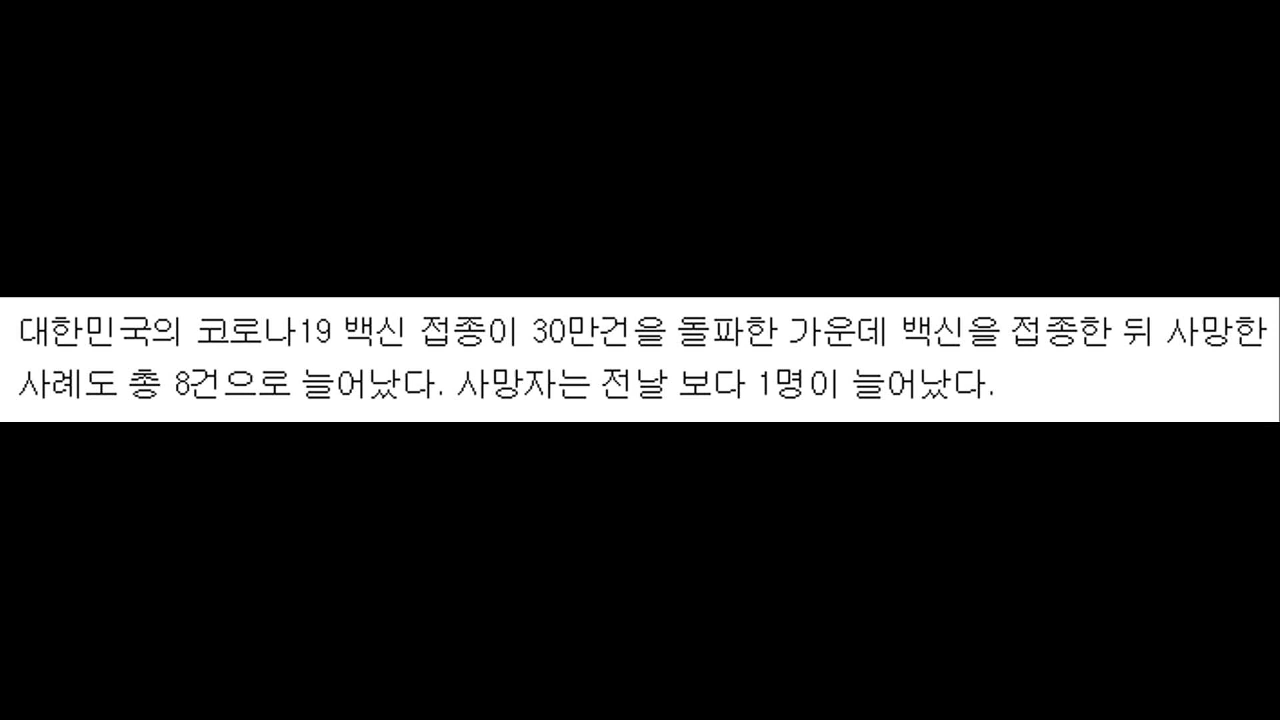 대한민국의 코로나19 백신 접종이 30만건을 돌파한 가운데 백신을 접종한 뒤 사망한
사례도 총 8건으로 늘어났다. 사망자는 전날 보다 1명이 늘어났다.